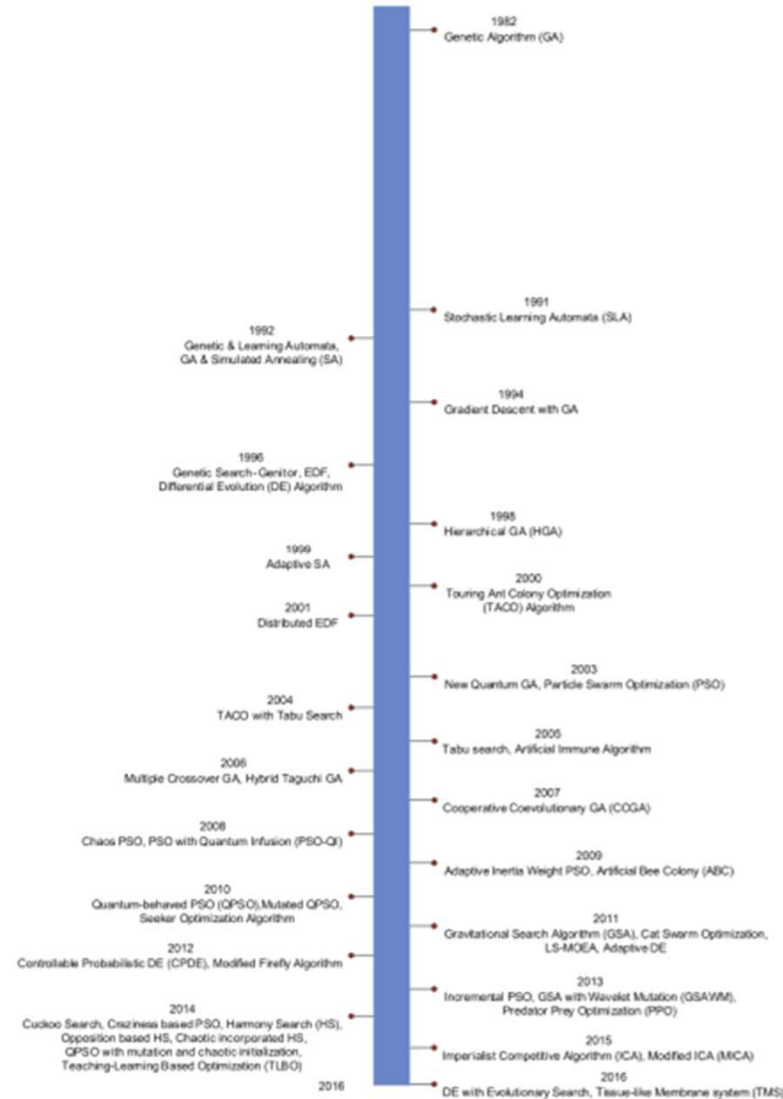 1982
Genetic Algorithm (GA)
1991
Stochastic Learning Automata (SLA)
1992
Genetic & Learning Automata,
GA & Simulated Annealing (SA)
1994
Gradient Descent with GA
1996
Genetic Search-Genitor, EDF,
Differential Evolution (DE) Algorithm
1998
Hierarchical GA (HGA)
1999
Adaptive SA
2000
Touring Ant Colony Optimization
(TACO) Algorithm
2001
Distributed EDF
2003
New Quantum GA, Particle Swarm Optimization (PSO)
2004
TACO with Tabu Search
2005
Tabu search, Artificial Immune Algorithm
2006
Multiple Crossover GA, Hybrid Taguchi GA
2007
Cooperative Coevolutionary GA (COGA)
2008
Chaos PSO, PSO with Quantum Infusion (PSO-QI)
2009
Adaptive Inertia Weight PSO, Artificial Bee Colony (ABC)
2010
Quantum-behaved PSO (QPSO),Mutated QPSO,
Seeker Optimization Algorithm
2011
Gravitational Search Algorithm (GSA), Cat Swarm Optimization,
LS-MOEA, Adaptive DE
2012
Controllable Probabilistic DE (CPDE), Modified Firefly Algorithm
2013
Incremental PSO, GSA with Wavelet Mutation (GSAWM),
Predator Prey Optimization (PPO)
2014
Cuckoo Search, Craziness based PSO, Harmony Search (HS),
Opposition based HS, Chaotic incorporated HS,
QPSO with mutation and chaotic initialization,
Teaching-Learning Based Optimization (TLBO)
2015
Imperialist Competitive Algorithm (ICA), Modified ICA (MICA)
2016
2016
DE with Evolutionary Search, Tissue-like Membrane system (TMS)